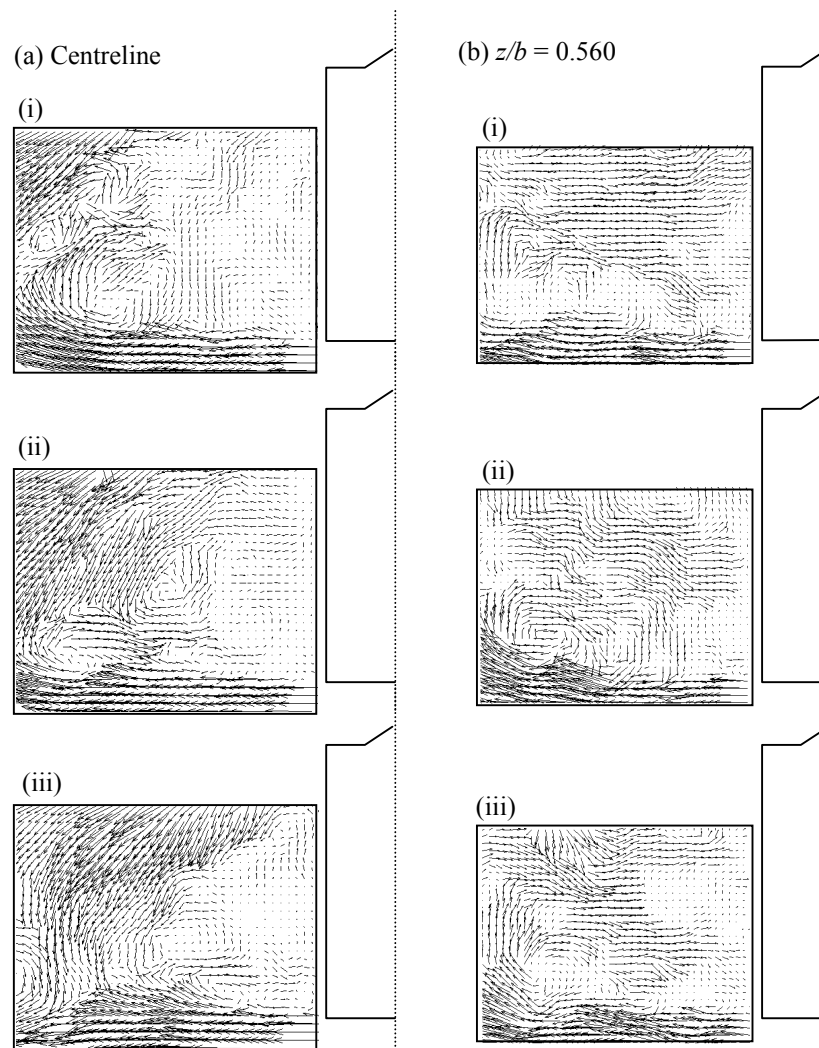 (a) Centreline
(i)
(ii)
(iii)
(b) z/b = 0.560
(i)
(ii)
(iii)